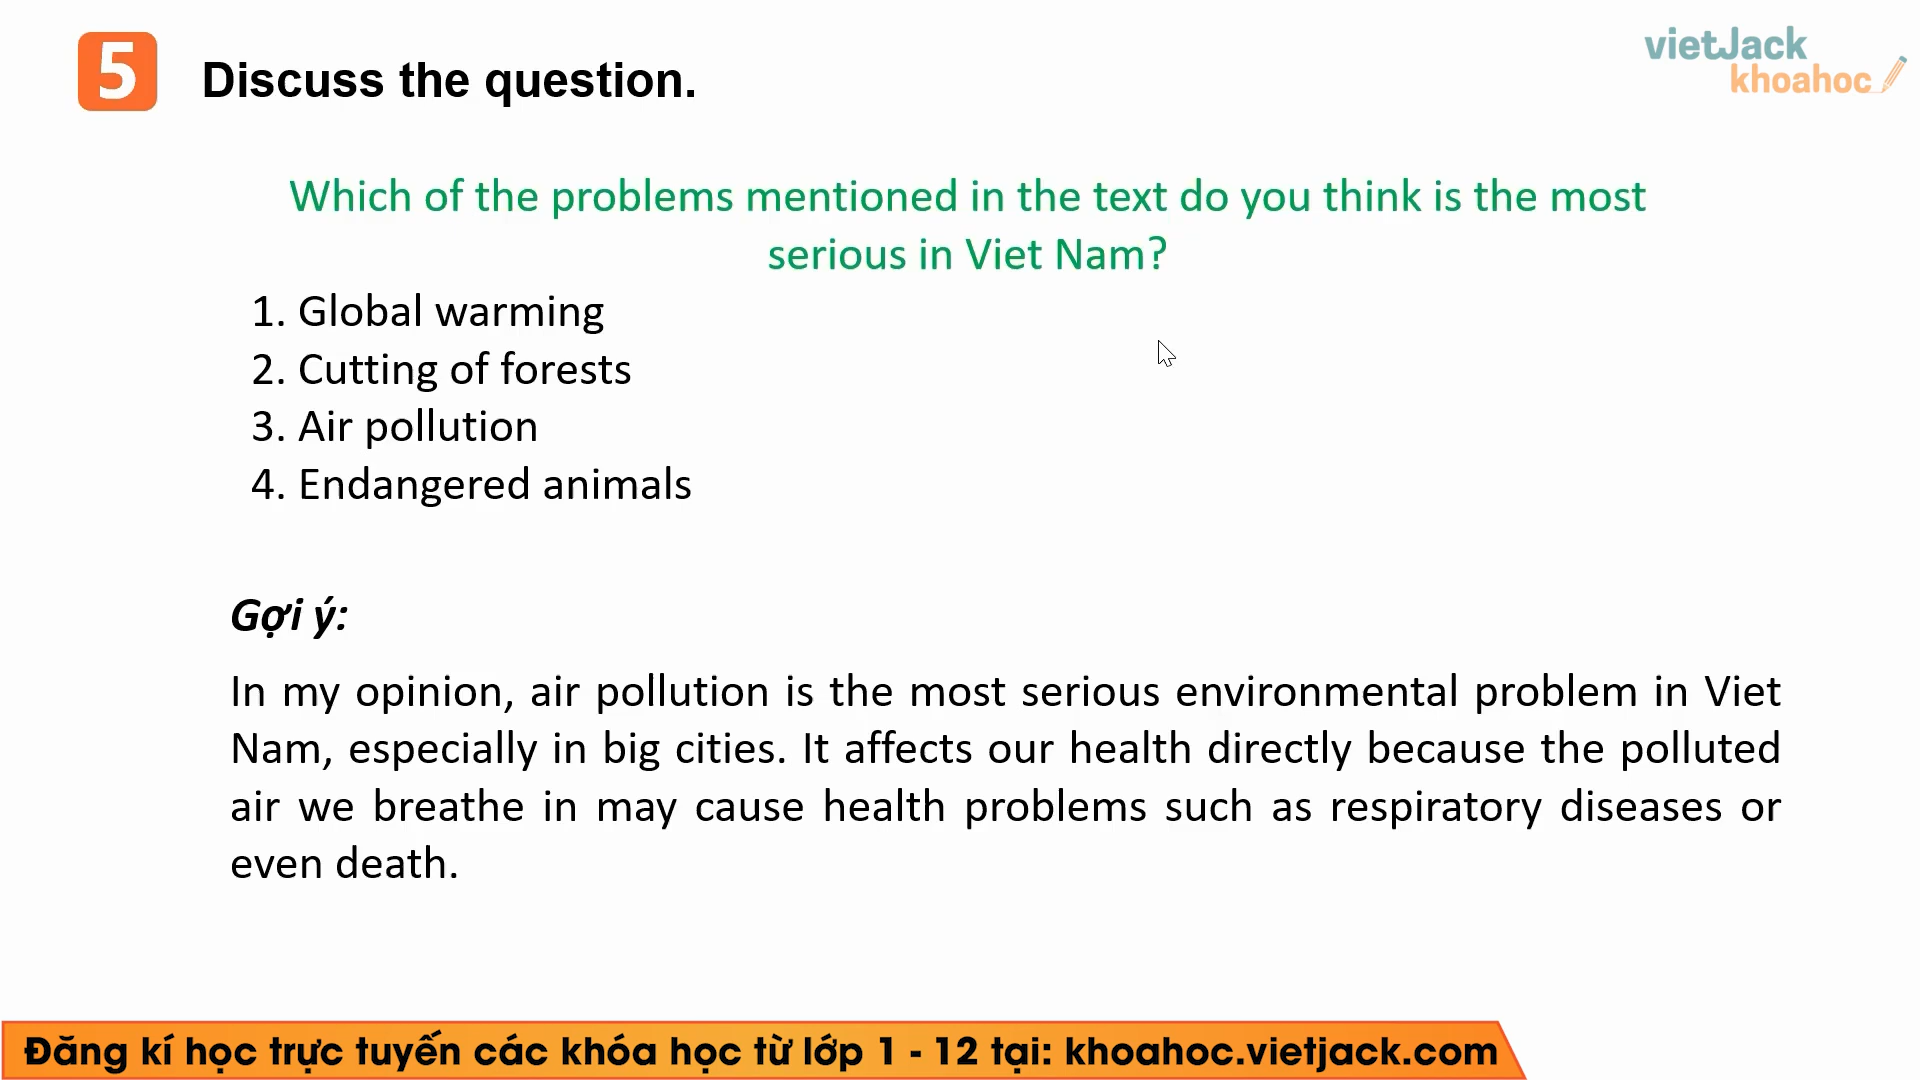 5 Discuss the question.
vietJack
khoahoc
Which of the problems mentioned in the text do you think is the most
serious in Viet Nam?
1. Global warming
2. Cutting of forests
3. Air pollution
4. Endangered animals
Gợi ý:
In my opinion, air pollution is the most serious environmental problem in Viet
Nam, especially in big cities. It affects our health directly because the polluted
air we breathe in may cause health problems such as respiratory diseases or
even death.
Đăng kí học trực tuyến các khóa học từ lớp 1 - 12 tại: khoahoc.vietjack.com